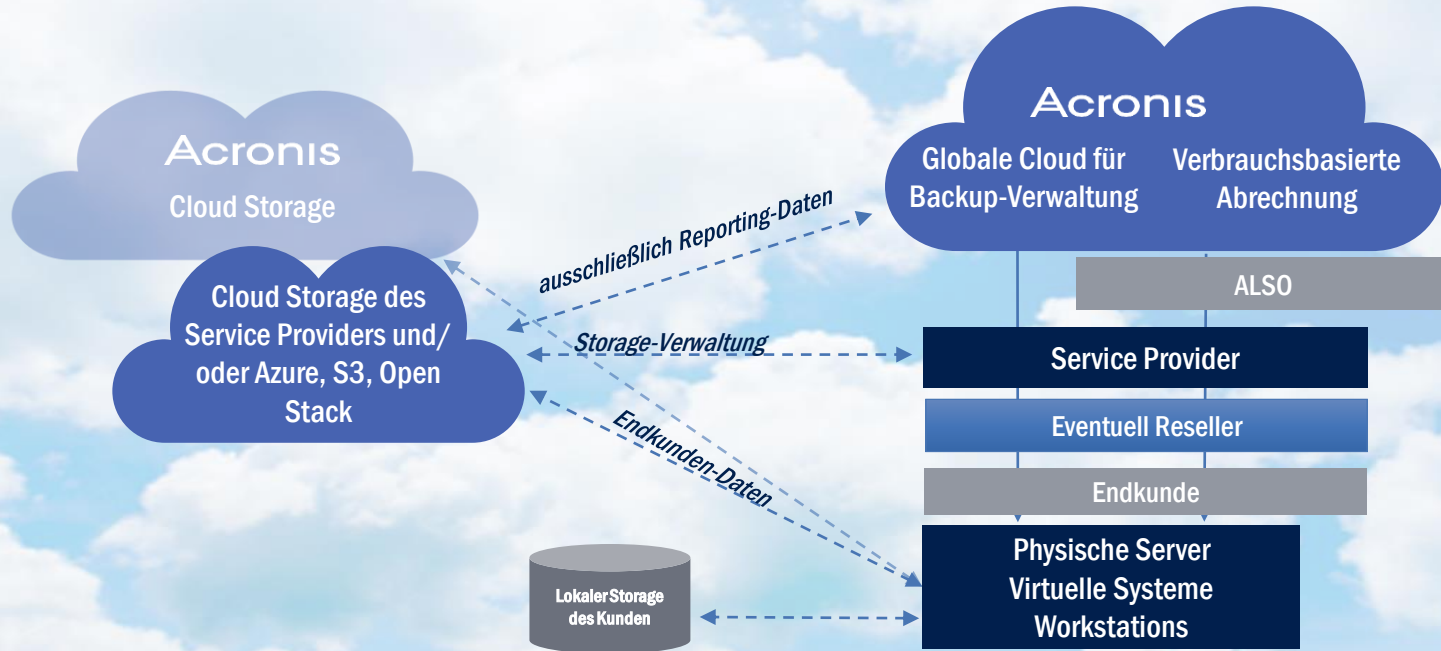 Acronis
Cloud Storage
Cloud Storage des
Service Providers und/
oder Azure, S3, Open
Stack
ausschließlich Reporting-Daten
Storage-Verwaltung
Endkunden-Daten
Lokaler Storage
des Kunden
Acronis
Globale Cloud für
Backup-Verwaltung
Verbrauchsbasierte
Abrechnung
ALSO
Service Provider
Eventuell Reseller
Endkunde
Physische Server
Virtuelle Systeme
Workstations